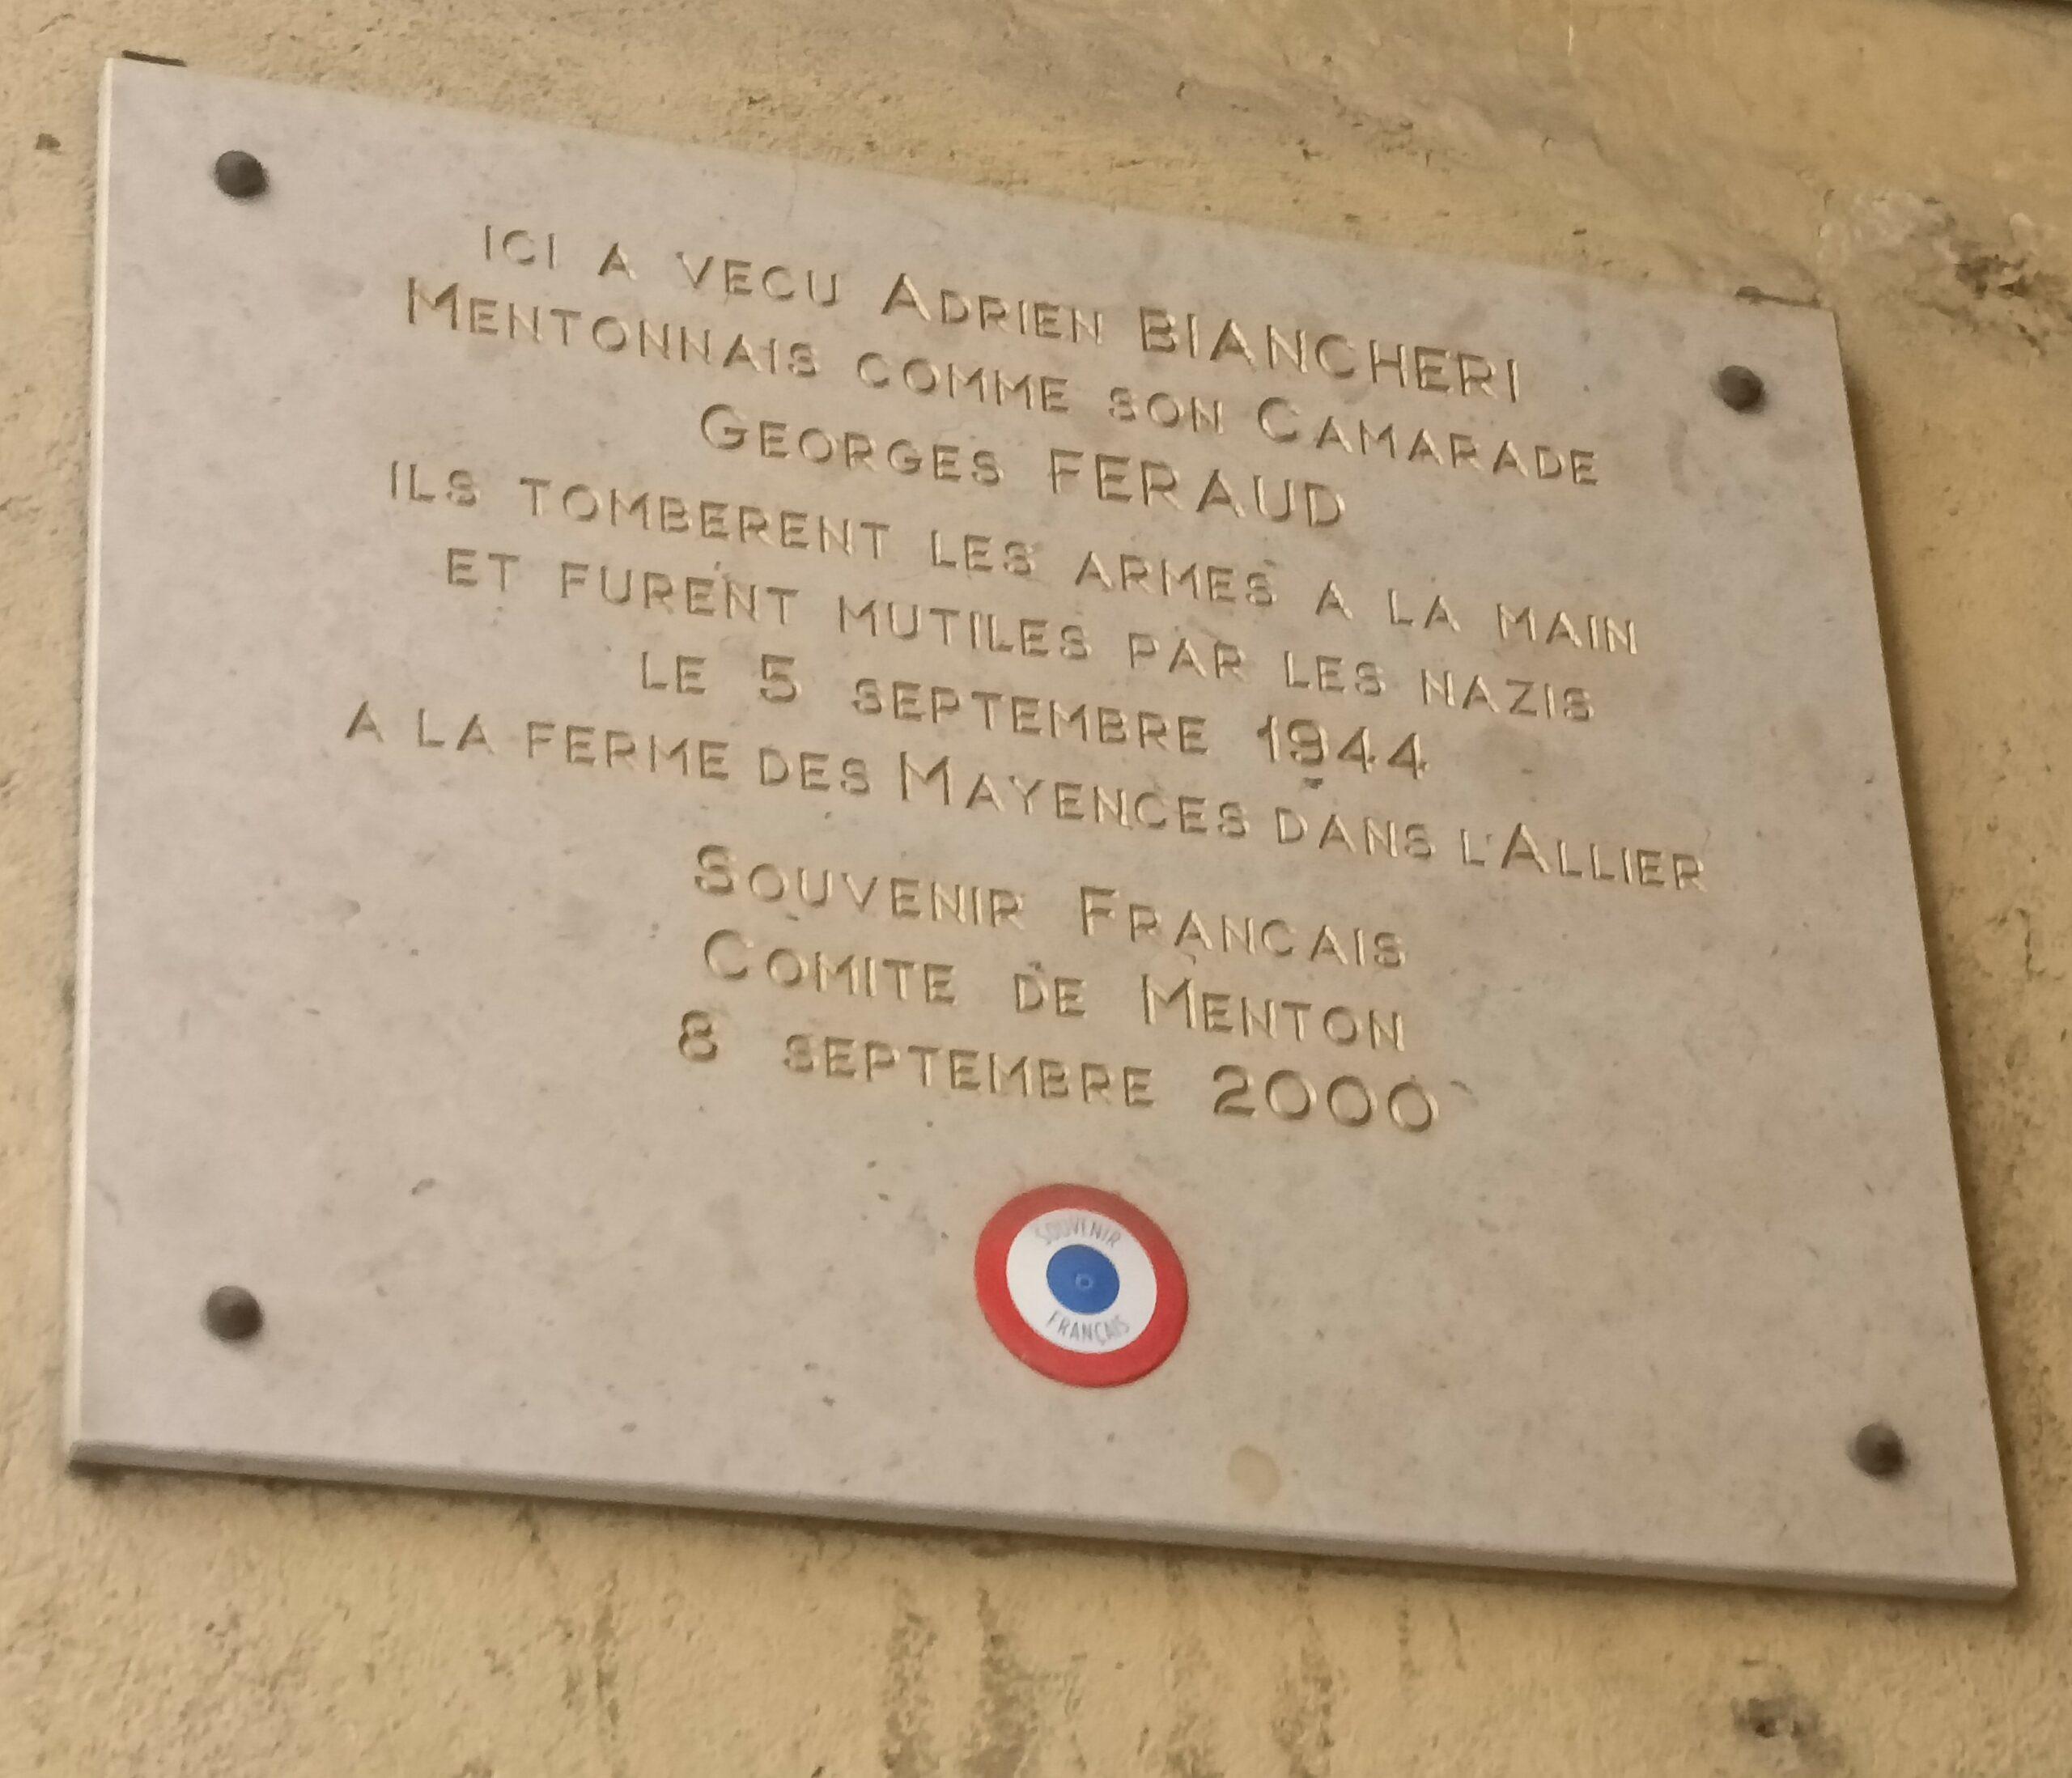 ICI A VECU ADRIEN BIANCHERI
MENTONNAIS COMME SON CAMARADE
GEORGES FERAUD
ILS TOMBERENT LES ARMES A LA MAIN
ET FURENT MUTILES PAR LES NAZIS
LE 5 SEPTEMBRE 1944
A LA FERME DES MAYENCES DANS L'ALLIER
SOUVENIR FRANCAIS
COMITE DE MENTON
8 SEPTEMBRE 2000
SOUVENIR
FRANÇAIS